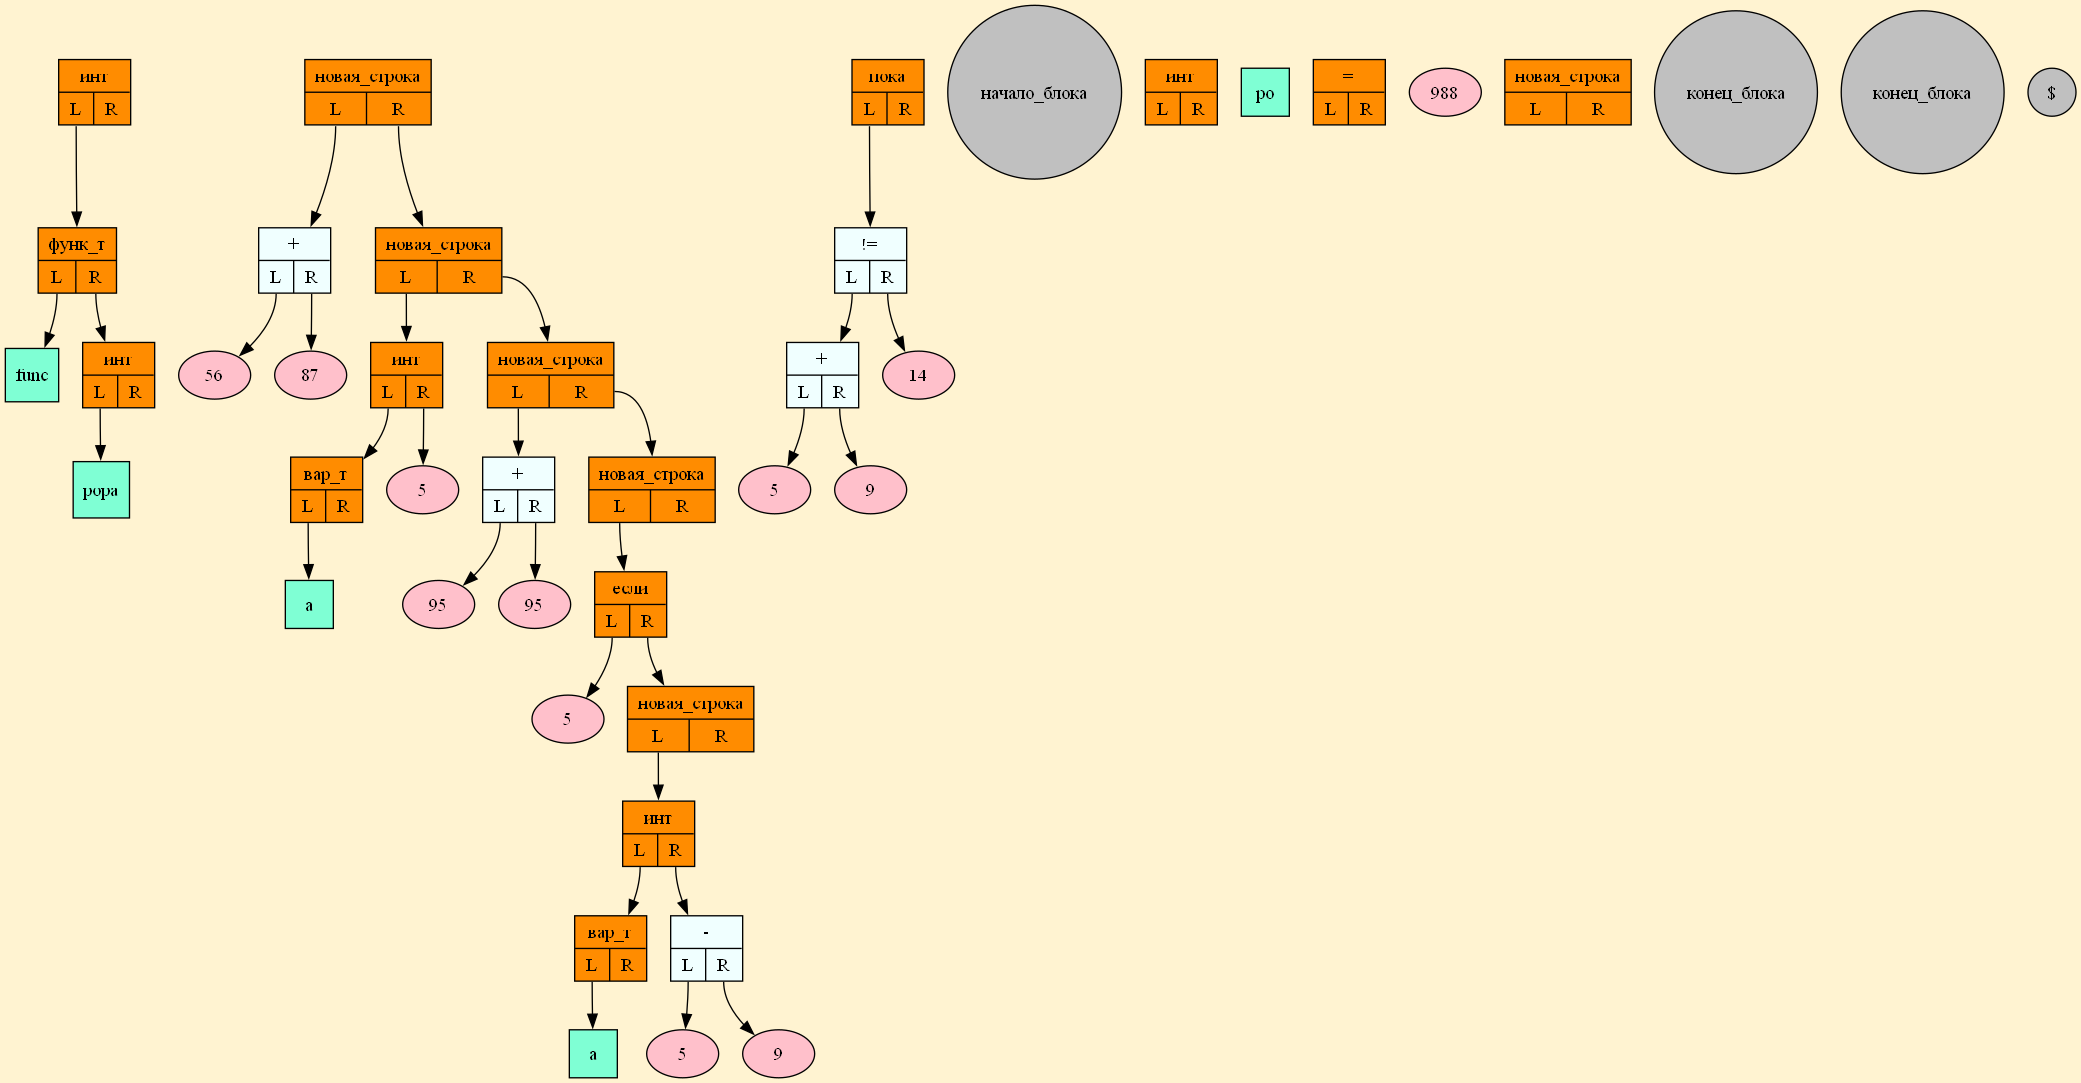 инт
L R
новая_строка
L R
пока
L R
начало_блока
инт
L R
po
=
L R
988
новая_строка
L R
конец_блока
конец_блока
$
функ_т
L R
+
L R
новая_строка
L R
!=
L R
func
инт
L R
56
87
инт
L R
новая_строка
L R
+
L R
14
popa
вар_т
L R
5
+
L R
новая_строка
L R
5
9
a
95
95
если
L R
5
новая_строка
L R
инт
L R
вар_т
L R
-
L R
a
5
9